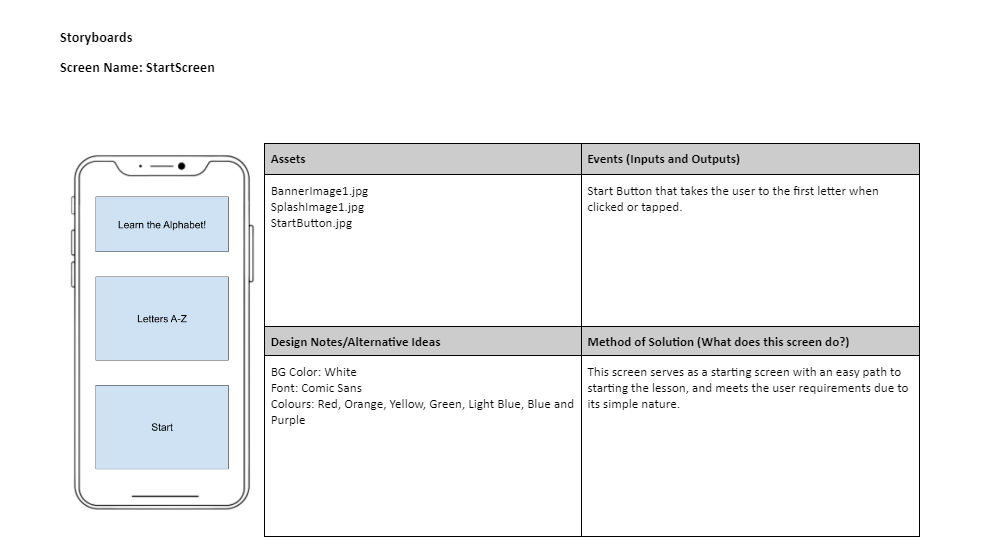 Storyboards
Screen Name: StartScreen
Learn the Alphabet!
Letters A-Z
Start
Assets
Events (Inputs and Outputs)
BannerImage1.jpg
SplashImage1.jpg
StartButton.jpg
Start Button that takes the user to the first letter when
clicked or tapped.
Design Notes/Alternative Ideas
Method of Solution (What does this screen do?)
BG Color: White
Font: Comic Sans
Colours: Red, Orange, Yellow, Green, Light Blue, Blue and
Purple
This screen serves as a starting screen with an easy path to
starting the lesson, and meets the user requirements due to
its simple nature.